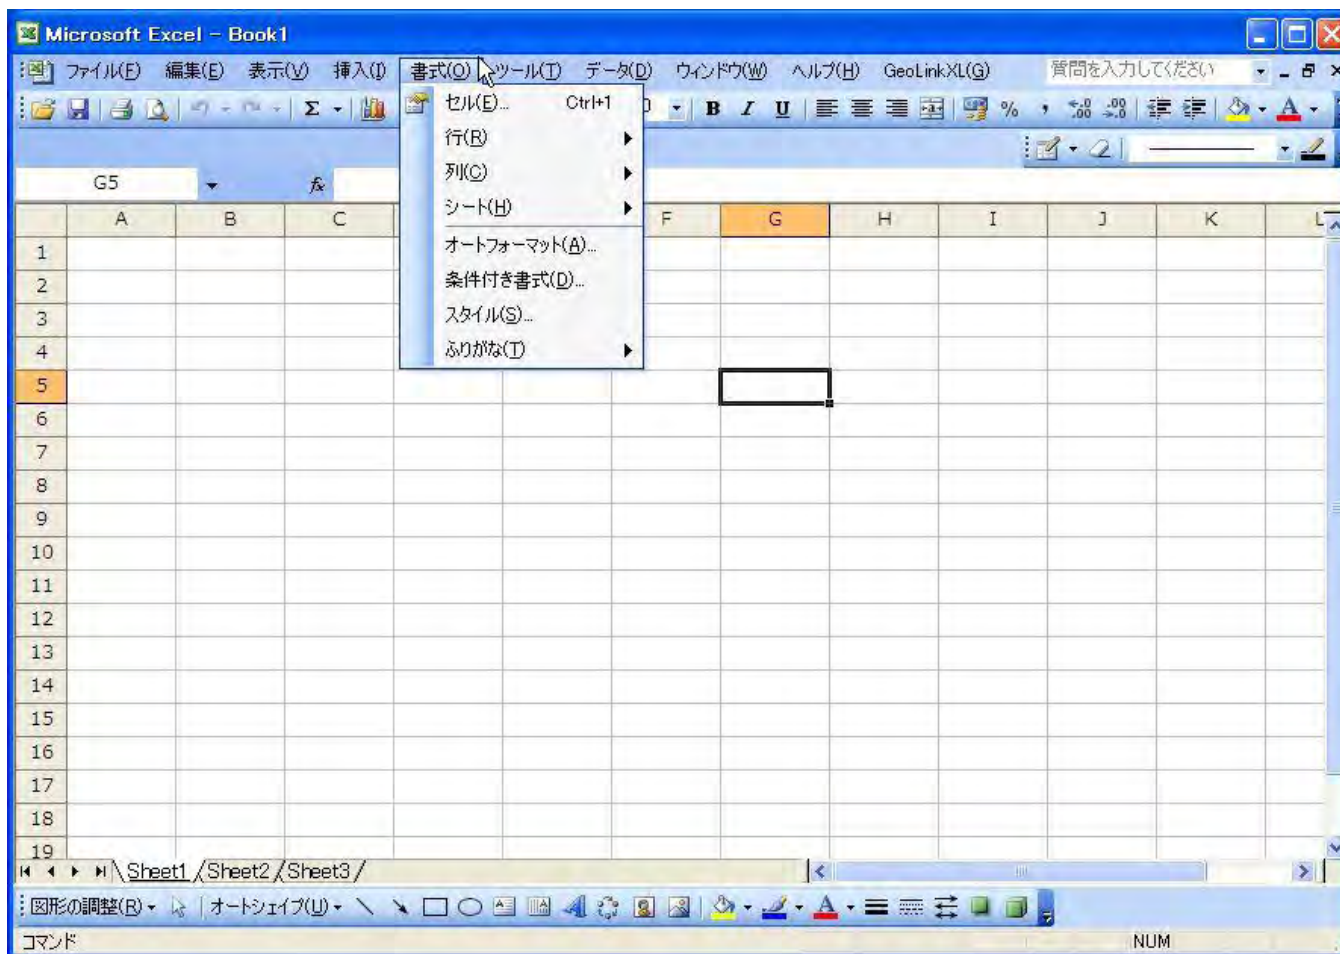 Microsoft Excel - Book1
ファイル(F) 編集(E) 表示(V) 挿入(I) 書式(O) ツール(T) データ(D) ウィンドウ(W) ヘルプ(H) GeoLinkXL(G) 質問を入力してください
Σ B I U % , .00 .00 A
セル(E)... Ctrl+1
行(R)
列(C)
シート(H)
オートフォーマット(A)...
条件付き書式(D)...
スタイル(S)...
ふりがな(T)
G5 fx
A B C F G H I J K L
1
2
3
4
5
6
7
8
9
10
11
12
13
14
15
16
17
18
19
Sheet1 Sheet2 Sheet3
図形の調整(R) オートシェイプ(U) A
コマンド NUM